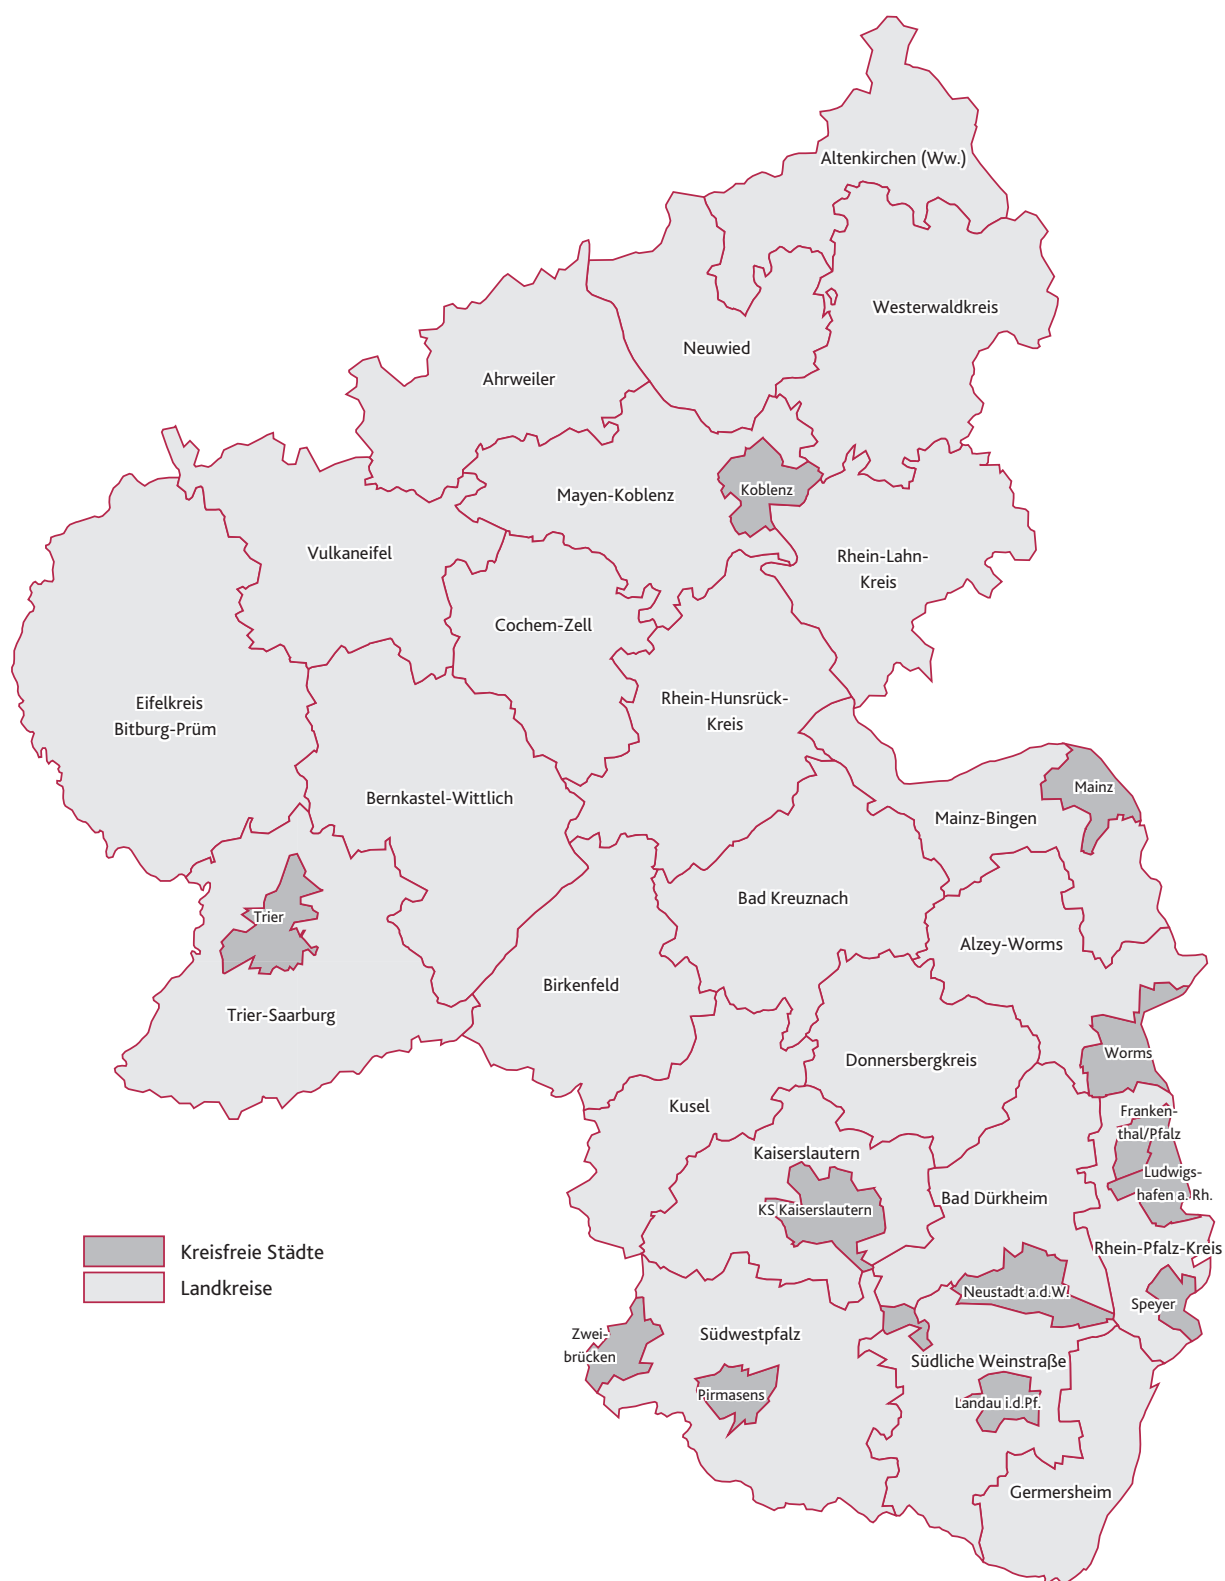 Altenkirchen (Ww.)
Westerwaldkreis
Neuwied
Ahrweiler
Koblenz
Mayen-Koblenz
Vulkaneifel
Rhein-Lahn-
Kreis
Cochem-Zell
Eifelkreis
Bitburg-Prüm
Rhein-Hunsrück-
Kreis
Mainz
Bernkastel-Wittlich
Mainz-Bingen
Bad Kreuznach
Trier
Alzey-Worms
Birkenfeld
Trier-Saarburg
Worms
Donnersbergkreis
Kusel
Franken-
thal/Pfalz
Kaiserslautern
Ludwigs-
hafen a. Rh.
Bad Dürkheim
KS Kaiserslautern
Rhein-Pfalz-Kreis
Kreisfreie Städte
Landkreise
Neustadt a.d.W.
Speyer
Zwei-
brücken
Südwestpfalz
Südliche Weinstraße
Pirmasens
Landau i.d.Pf.
Germersheim